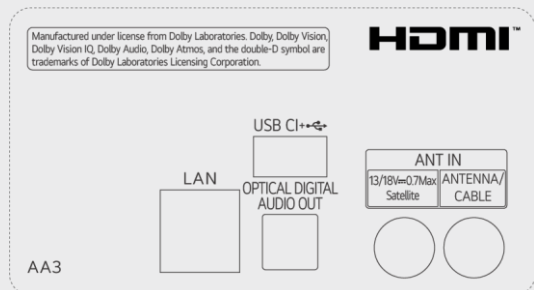 Manufactured under license from Dolby Laboratories. Dolby, Dolby Vision,
Dolby Vision IQ, Dolby Audio, Dolby Atmos, and the double-D symbol are
trademarks of Dolby Laboratories Licensing Corporation.
HDMI™
USB CI+
LAN
OPTICAL DIGITAL
AUDIO OUT
ANT IN
13/18V⎓0.7Max
Satellite
ANTENNA/
CABLE
AA3